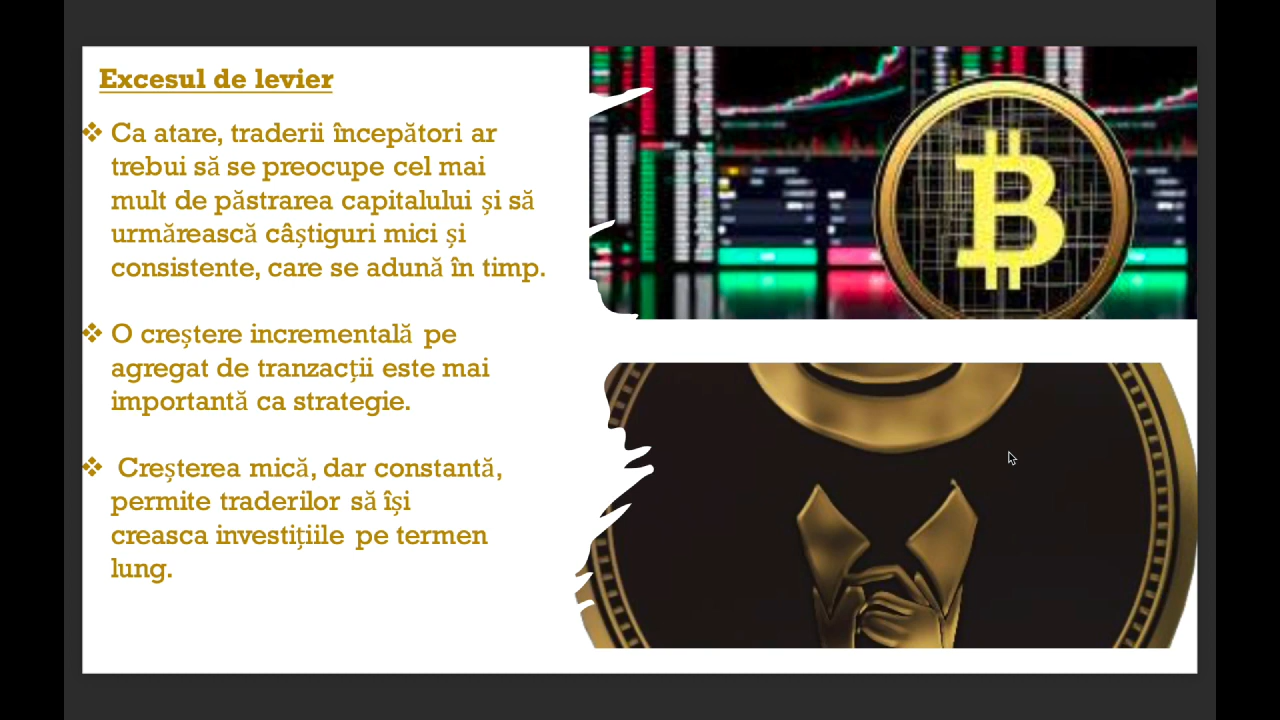 Excesul de levier
❖ Ca atare, traderii începători ar
trebui să se preocupe cel mai
mult de păstrarea capitalului și să
urmărească câștiguri mici și
consistente, care se adună în timp.
❖ O creștere incrementală pe
agregat de tranzacții este mai
importantă ca strategie.
❖ Creșterea mică, dar constantă,
permite traderilor să își
creasca investițiile pe termen
lung.